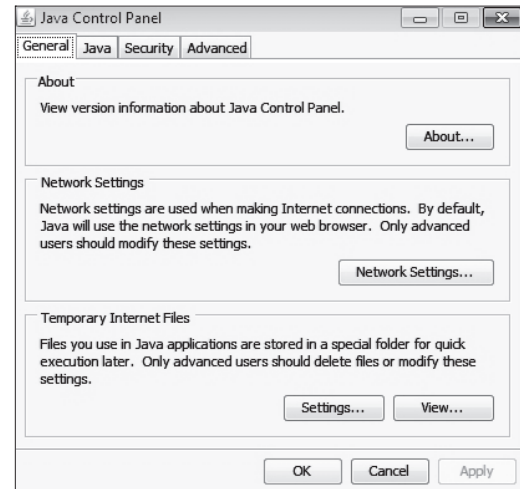 Java Control Panel
General Java Security Advanced
About
View version information about Java Control Panel.
About...
Network Settings
Network settings are used when making Internet connections. By default,
Java will use the network settings in your web browser. Only advanced
users should modify these settings.
Network Settings...
Temporary Internet Files
Files you use in Java applications are stored in a special folder for quick
execution later. Only advanced users should delete files or modify these
settings.
Settings... View...
OK Cancel Apply